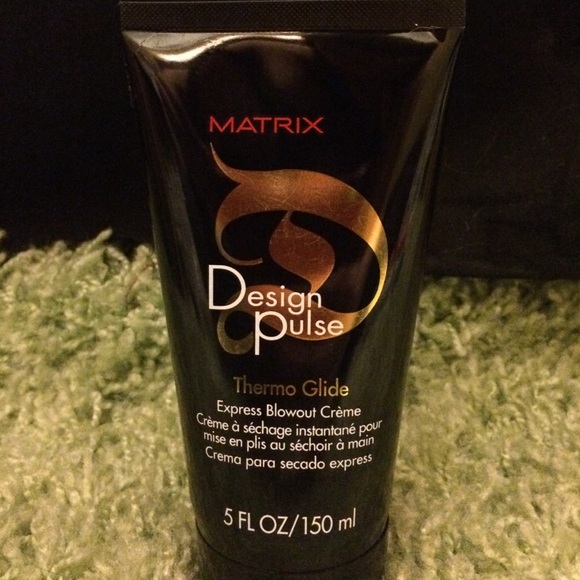 MATRIX
D
Design
pulse
Thermo Glide
Express Blowout Crème
Crème à séchage instantané pour
mise en plis au séchoir à main
Crema para secado express
5 FL OZ/150 ml